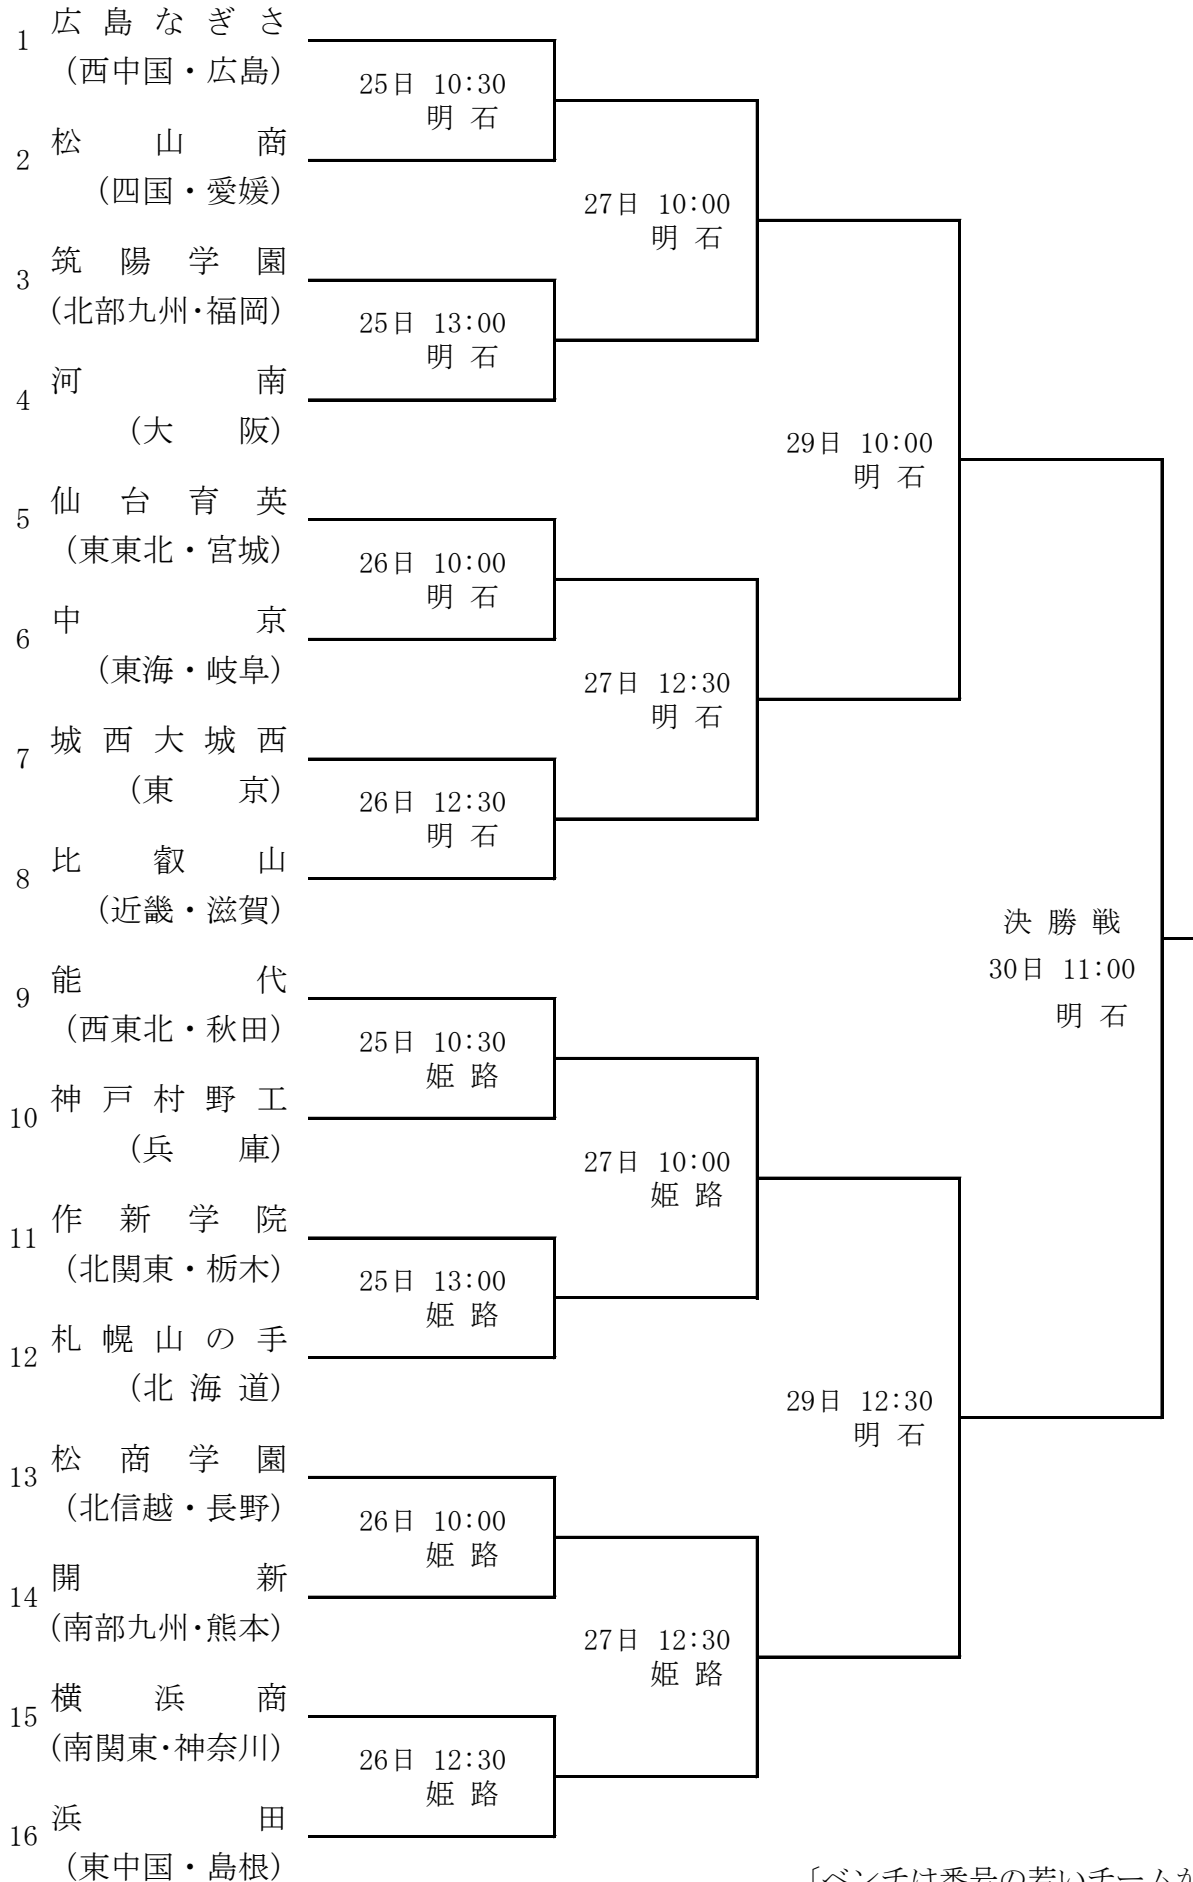 1 広島なぎさ
(西中国・広島)
25日 10:30
明石
2 松山商
(四国・愛媛)
27日 10:00
明石
3 筑陽学園
(北部九州・福岡)
25日 13:00
明石
4 河南
(大阪)
29日 10:00
明石
5 仙台育英
(東東北・宮城)
26日 10:00
明石
6 中京
(東海・岐阜)
27日 12:30
明石
7 城西大城西
(東京)
26日 12:30
明石
8 比叡山
(近畿・滋賀)
決勝戦
30日 11:00
明石
9 能代
(西東北・秋田)
25日 10:30
姫路
10 神戸村野工
(兵庫)
27日 10:00
姫路
11 作新学院
(北関東・栃木)
25日 13:00
姫路
12 札幌山の手
(北海道)
29日 12:30
明石
13 松商学園
(北信越・長野)
26日 10:00
姫路
14 開新
(南部九州・熊本)
27日 12:30
姫路
15 横浜商
(南関東・神奈川)
26日 12:30
姫路
16 浜田
(東中国・島根)
〔ベンチは番号の若いチームが